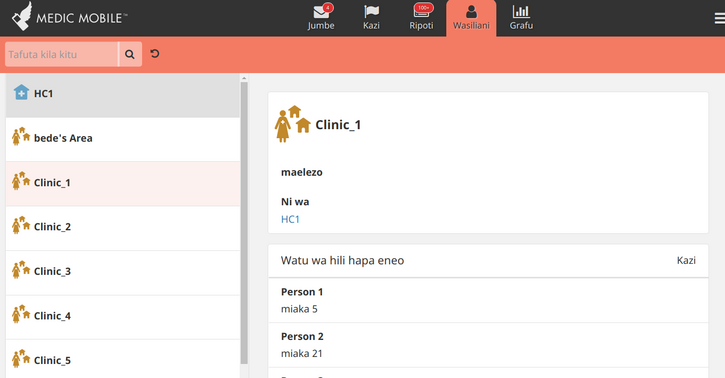 MEDIC MOBILE™
4
Jumbe
Kazi
100+
Ripoti
Wasiliani
Grafu
Tafuta kila kitu
HC1
bede's Area
Clinic_1
Clinic_2
Clinic_3
Clinic_4
Clinic_5
Clinic_1
maelezo
Ni wa
HC1
Watu wa hili hapa eneo
Kazi
Person 1
miaka 5
Person 2
miaka 21